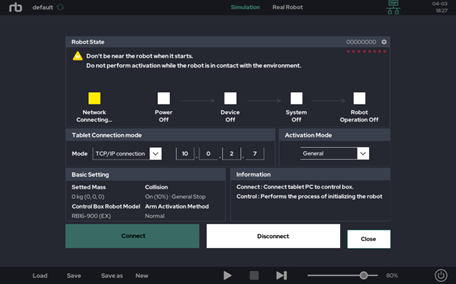 rb default Simulation Real Robot 04-03
18:27
Robot State 00000000
Don't be near the robot when it starts. ********
Do not perform activation while the robot is in contact with the environment.
Network Power Device System Robot
Connecting... Off Off Off Operation Off
Tablet Connection mode Activation Mode
Mode TCP/IP connection 10 . 0 . 2 . 7 General
Basic Setting Information
Setted Mass Collision Connect : Connect tablet PC to control box.
0 kg (0, 0, 0) On (10%) : General Stop Control : Performs the process of initializing the robot
Control Box Robot Model Arm Activation Method
RB16-900 (EX) Normal
Connect Disconnect Close
Load Save Save as New 80%